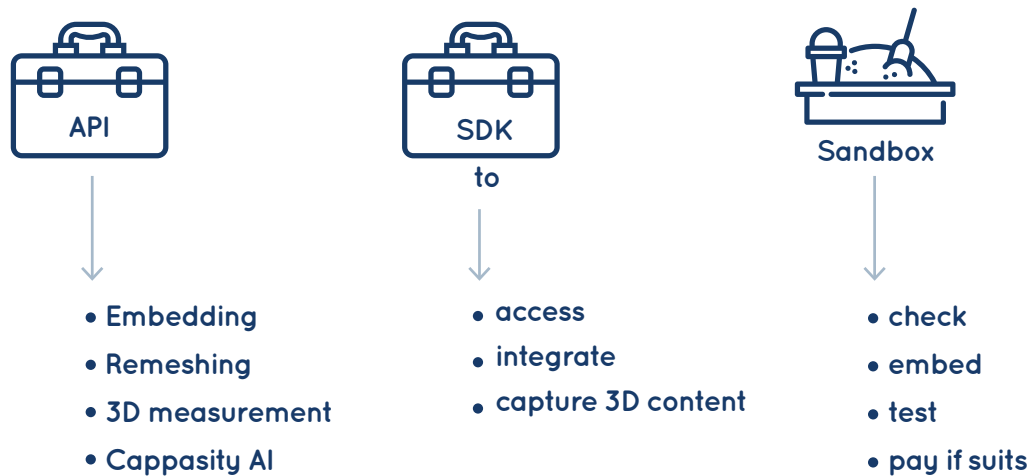 API
Embedding
Remeshing
3D measurement
Cappasity AI
SDK
to
access
integrate
capture 3D content
Sandbox
check
embed
test
pay if suits